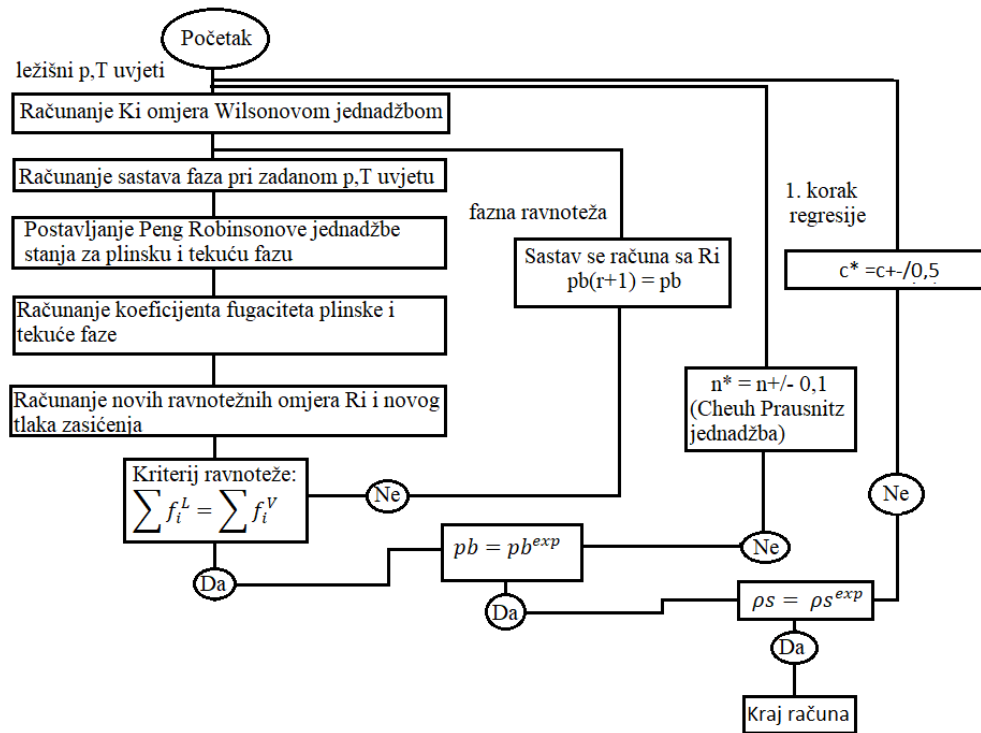 Početak
ležišni p,T uvjeti
Računanje Ki omjera Wilsonovom jednadžbom
Računanje sastava faza pri zadanom p,T uvjetu
Postavljanje Peng Robinsonove jednadžbe
stanja za plinsku i tekuću fazu
Računanje koeficijenta fugaciteta plinske i
tekuće faze
Računanje novih ravnotežnih omjera Ri i novog
tlaka zasićenja
Kriterij ravnoteže:
∑ f_i^L = ∑ f_i^V
Ne
Da
fazna ravnoteža
Sastav se računa sa Ri
pb(r+1) = pb
pb = pb^exp
Da
Ne
n* = n+/- 0,1
(Cheuh Prausnitz
jednadžba)
1. korak
regresije
c* =c+-/0,5
Ne
ρs = ρs^exp
Da
Kraj računa